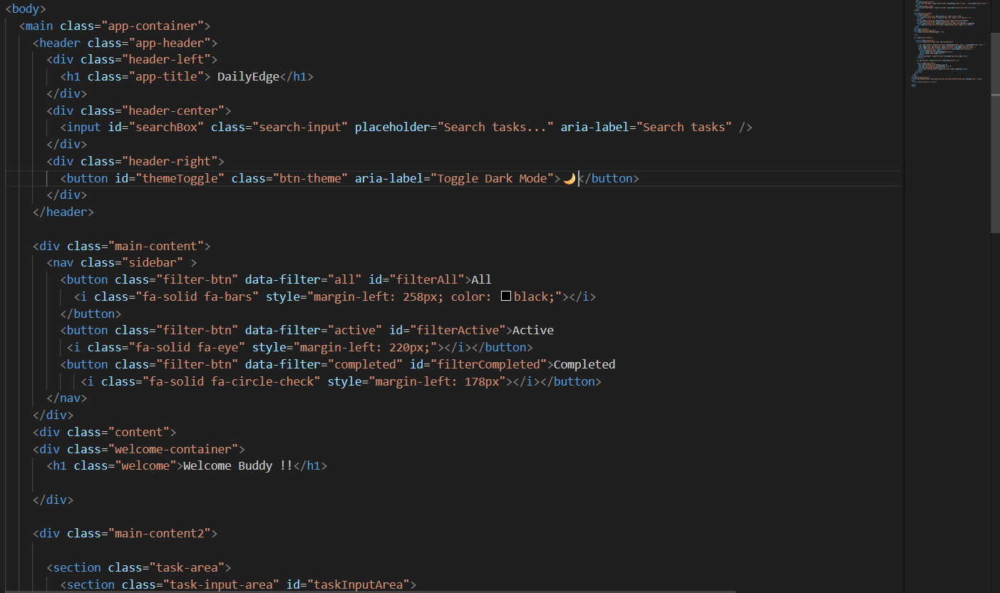 <body>
<main class="app-container">
<header class="app-header">
<div class="header-left">
<h1 class="app-title"> DailyEdge</h1>
</div>
<div class="header-center">
<input id="searchBox" class="search-input" placeholder="Search tasks..." aria-label="Search tasks" />
</div>
<div class="header-right">
<button id="themeToggle" class="btn-theme" aria-label="Toggle Dark Mode">🌙</button>
</div>
</header>
<div class="main-content">
<nav class="sidebar" >
<button class="filter-btn" data-filter="all" id="filterAll">All
<i class="fa-solid fa-bars" style="margin-left: 258px; color: black;"></i>
</button>
<button class="filter-btn" data-filter="active" id="filterActive">Active
<i class="fa-solid fa-eye" style="margin-left: 220px;"></i></button>
<button class="filter-btn" data-filter="completed" id="filterCompleted">Completed
<i class="fa-solid fa-circle-check" style="margin-left: 178px"></i></button>
</nav>
</div>
<div class="content">
<div class="welcome-container">
<h1 class="welcome">Welcome Buddy !!</h1>
</div>
<div class="main-content2">
<section class="task-area">
<section class="task-input-area" id="taskInputArea">